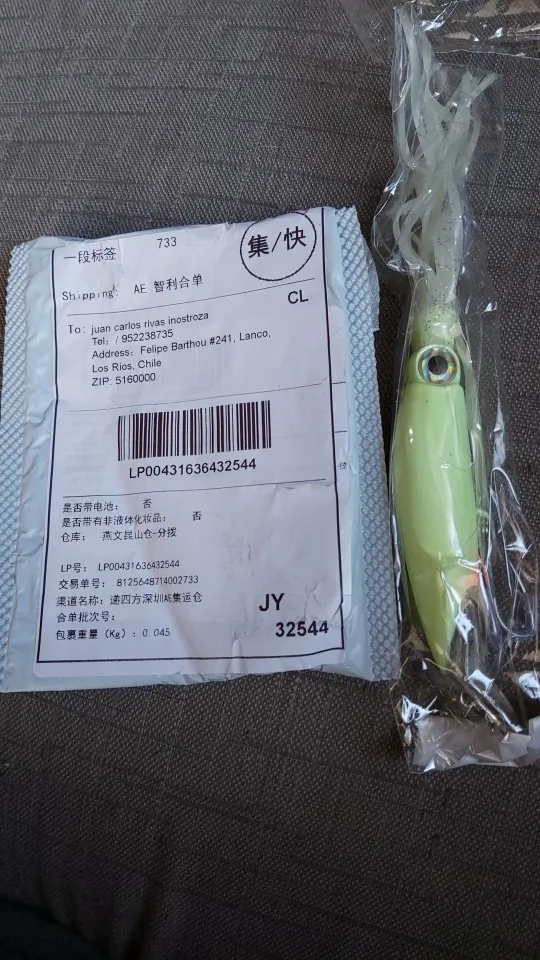 一段标签 733
集/快
Shipping: AE 智利合单
CL
To: juan carlos rivas inostroza
Tel: / 952238735
Address: Felipe Barthou #241, Lanco,
Los Rios, Chile
ZIP: 5160000
LP00431636432544
是否带电池: 否
是否带有非液体化妆品: 否
仓库: 燕文昆山仓-分拨
LP号: LP00431636432544
交易单号: 8125648714002733
渠道名称: 递四方深圳AE集运仓
合单批次号:
包裹重量 (Kg): 0.045
JY
32544